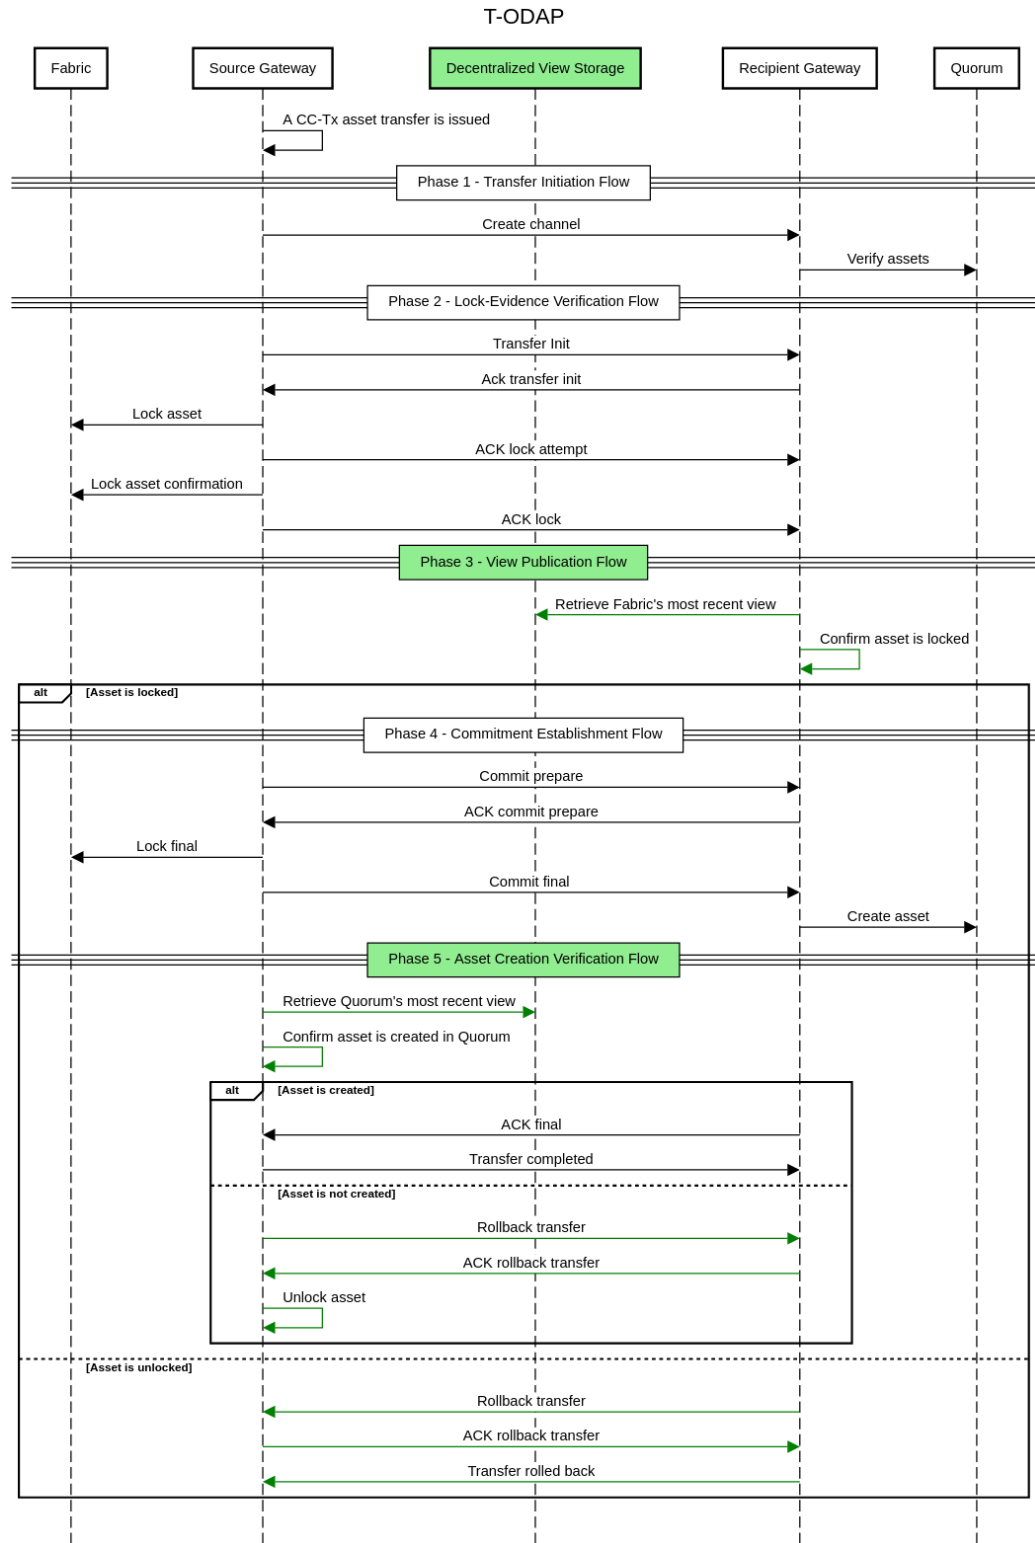 T-ODAP
Fabric
Source Gateway
Decentralized View Storage
Recipient Gateway
Quorum
A CC-Tx asset transfer is issued
Phase 1 - Transfer Initiation Flow
Create channel
Verify assets
Phase 2 - Lock-Evidence Verification Flow
Transfer Init
Ack transfer init
Lock asset
ACK lock attempt
Lock asset confirmation
ACK lock
Phase 3 - View Publication Flow
Retrieve Fabric's most recent view
Confirm asset is locked
alt
[Asset is locked]
Phase 4 - Commitment Establishment Flow
Commit prepare
ACK commit prepare
Lock final
Commit final
Create asset
Phase 5 - Asset Creation Verification Flow
Retrieve Quorum's most recent view
Confirm asset is created in Quorum
alt
[Asset is created]
ACK final
Transfer completed
[Asset is not created]
Rollback transfer
ACK rollback transfer
Unlock asset
[Asset is unlocked]
Rollback transfer
ACK rollback transfer
Transfer rolled back